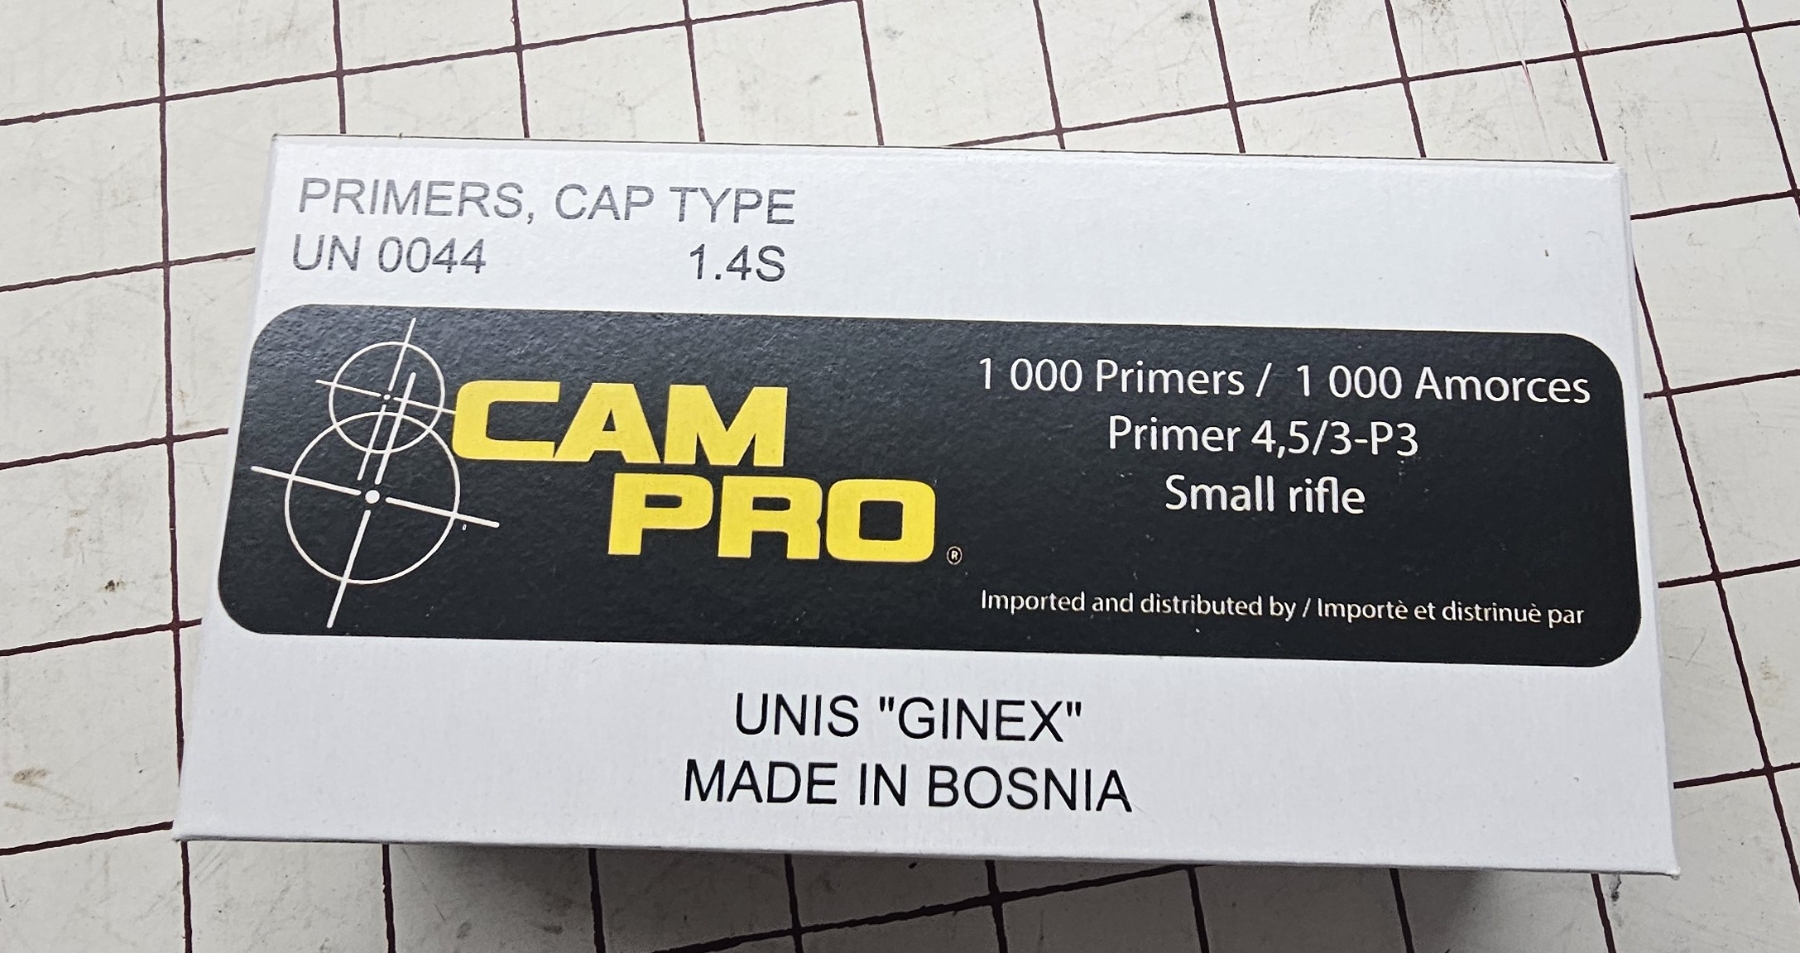 PRIMERS, CAP TYPE
UN 0044 1.4S
CAM
PRO ®
1 000 Primers / 1 000 Amorces
Primer 4,5/3-P3
Small rifle
Imported and distributed by / Importè et distrinuè par
UNIS "GINEX"
MADE IN BOSNIA